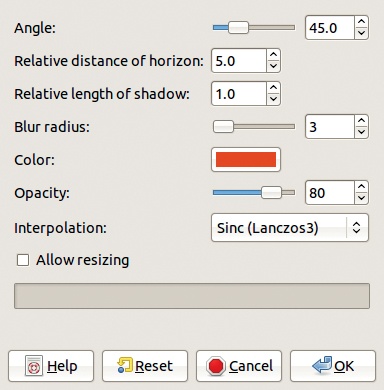 Angle: 45.0
Relative distance of horizon: 5.0
Relative length of shadow: 1.0
Blur radius: 3
Color:
Opacity: 80
Interpolation: Sinc (Lanczos3)
Allow resizing
Help Reset Cancel OK